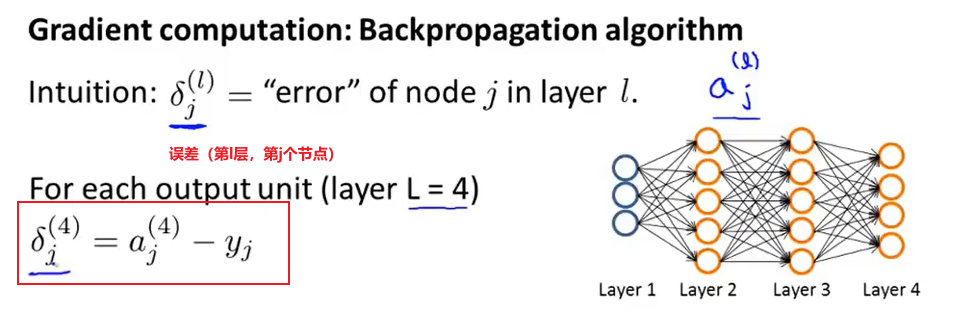 Gradient computation: Backpropagation algorithm
Intuition: δ_j^{(l)} = “error” of node j in layer l.
a_j^{(l)}
误差（第l层，第j个节点）
For each output unit (layer L = 4)
δ_j^{(4)} = a_j^{(4)} − y_j
Layer 1 Layer 2 Layer 3 Layer 4